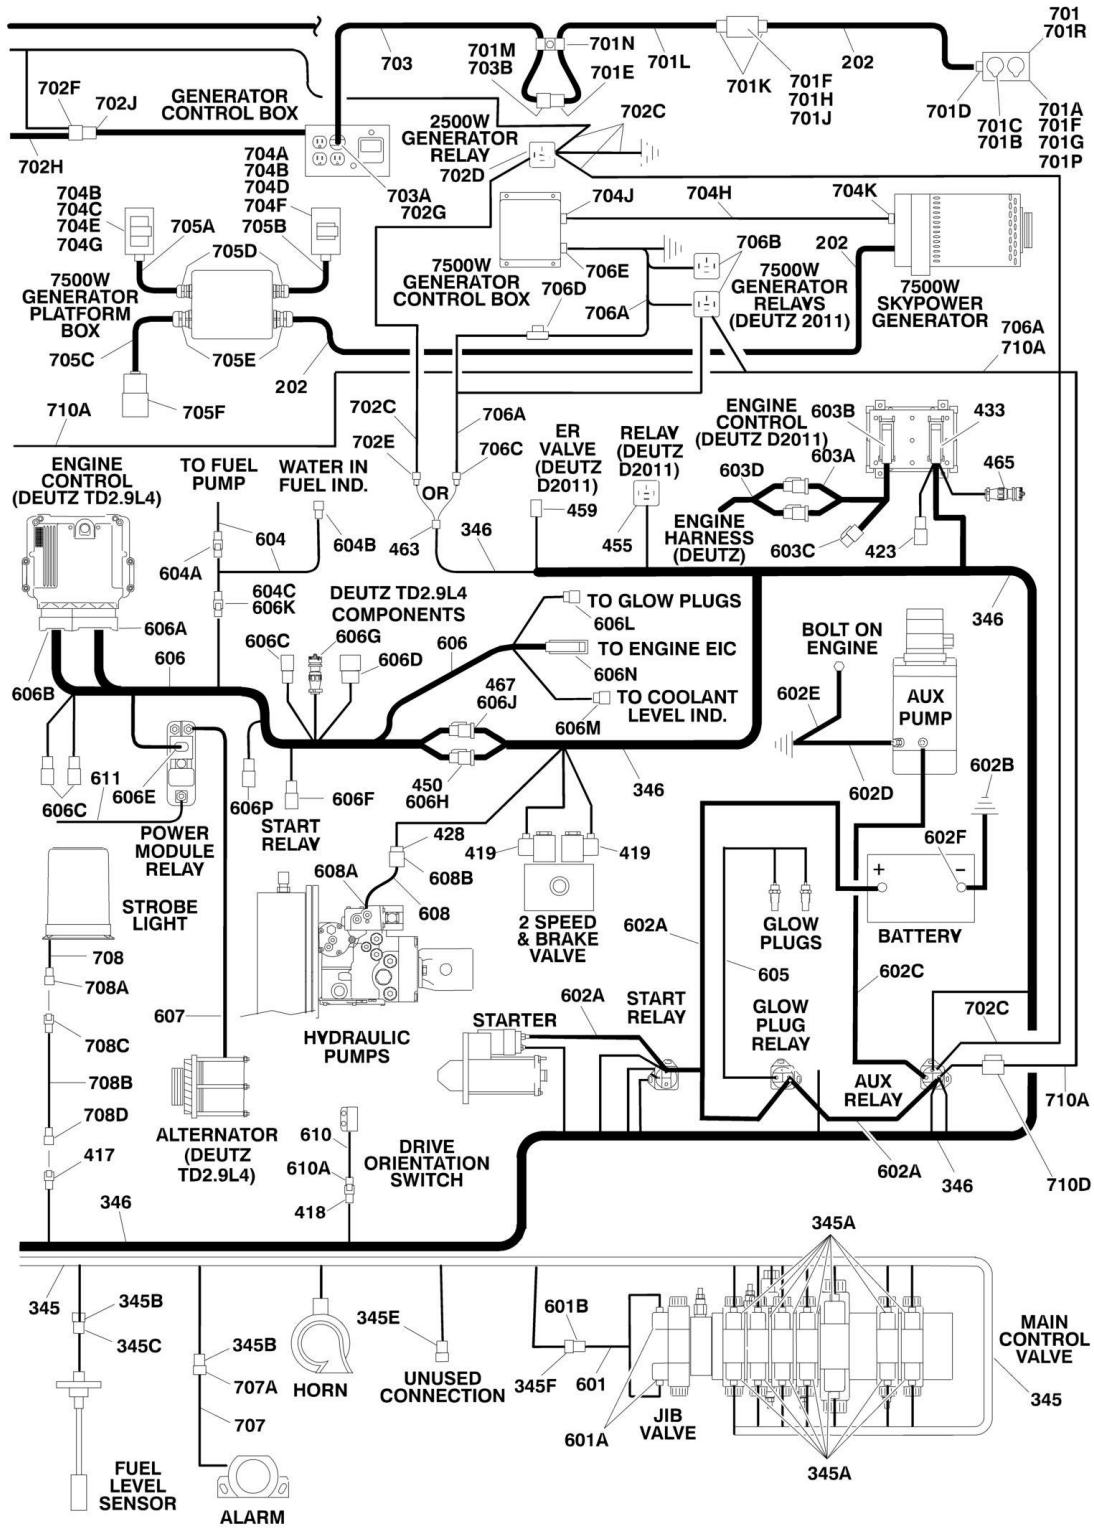 701
701R
703
701M
703B
701N
701E
701L
701K
701F
701H
701J
202
701D
701C
701B
701A
701F
701G
701P
702F
702J
GENERATOR
CONTROL BOX
702H
2500W
GENERATOR
RELAY
702D
702C
703A
702G
704A
704B
704D
704F
705B
704B
704C
704E
704G
705A
705D
7500W
GENERATOR
PLATFORM
BOX
705C
705E
705F
202
704J
704H
704K
7500W
GENERATOR
CONTROL BOX
706E
706D
706A
706B
7500W
GENERATOR
RELAYS
(DEUTZ 2011)
202
7500W
SKYPOWER
GENERATOR
706A
710A
710A
702C
702E
706A
706C
OR
463
346
ER
VALVE
(DEUTZ
D2011)
459
RELAY
(DEUTZ
D2011)
455
ENGINE
CONTROL
(DEUTZ D2011)
603B
433
603A
603D
465
ENGINE
HARNESS
(DEUTZ)
603C
423
346
ENGINE
CONTROL
(DEUTZ TD2.9L4)
TO FUEL
PUMP
WATER IN
FUEL IND.
604
604B
604A
604C
606K
606A
606B
606
DEUTZ TD2.9L4
COMPONENTS
606C
606G
606D
606
TO GLOW PLUGS
606L
TO ENGINE EIC
606N
TO COOLANT
LEVEL IND.
606M
467
606J
450
606H
346
BOLT ON
ENGINE
602E
AUX
PUMP
602D
602B
606C
611
606E
606P
606F
START
RELAY
POWER
MODULE
RELAY
428
608B
608A
608
419
419
2 SPEED
& BRAKE
VALVE
602F
+
-
BATTERY
GLOW
PLUGS
602A
605
602C
STROBE
LIGHT
708
708A
708C
708B
708D
417
607
ALTERNATOR
(DEUTZ
TD2.9L4)
HYDRAULIC
PUMPS
STARTER
602A
START
RELAY
GLOW
PLUG
RELAY
AUX
RELAY
702C
710A
710D
602A
346
610
610A
418
DRIVE
ORIENTATION
SWITCH
346
345
345B
345C
FUEL
LEVEL
SENSOR
345B
707A
707
ALARM
HORN
345E
UNUSED
CONNECTION
601B
345F
601
601A
JIB
VALVE
345A
345A
MAIN
CONTROL
VALVE
345